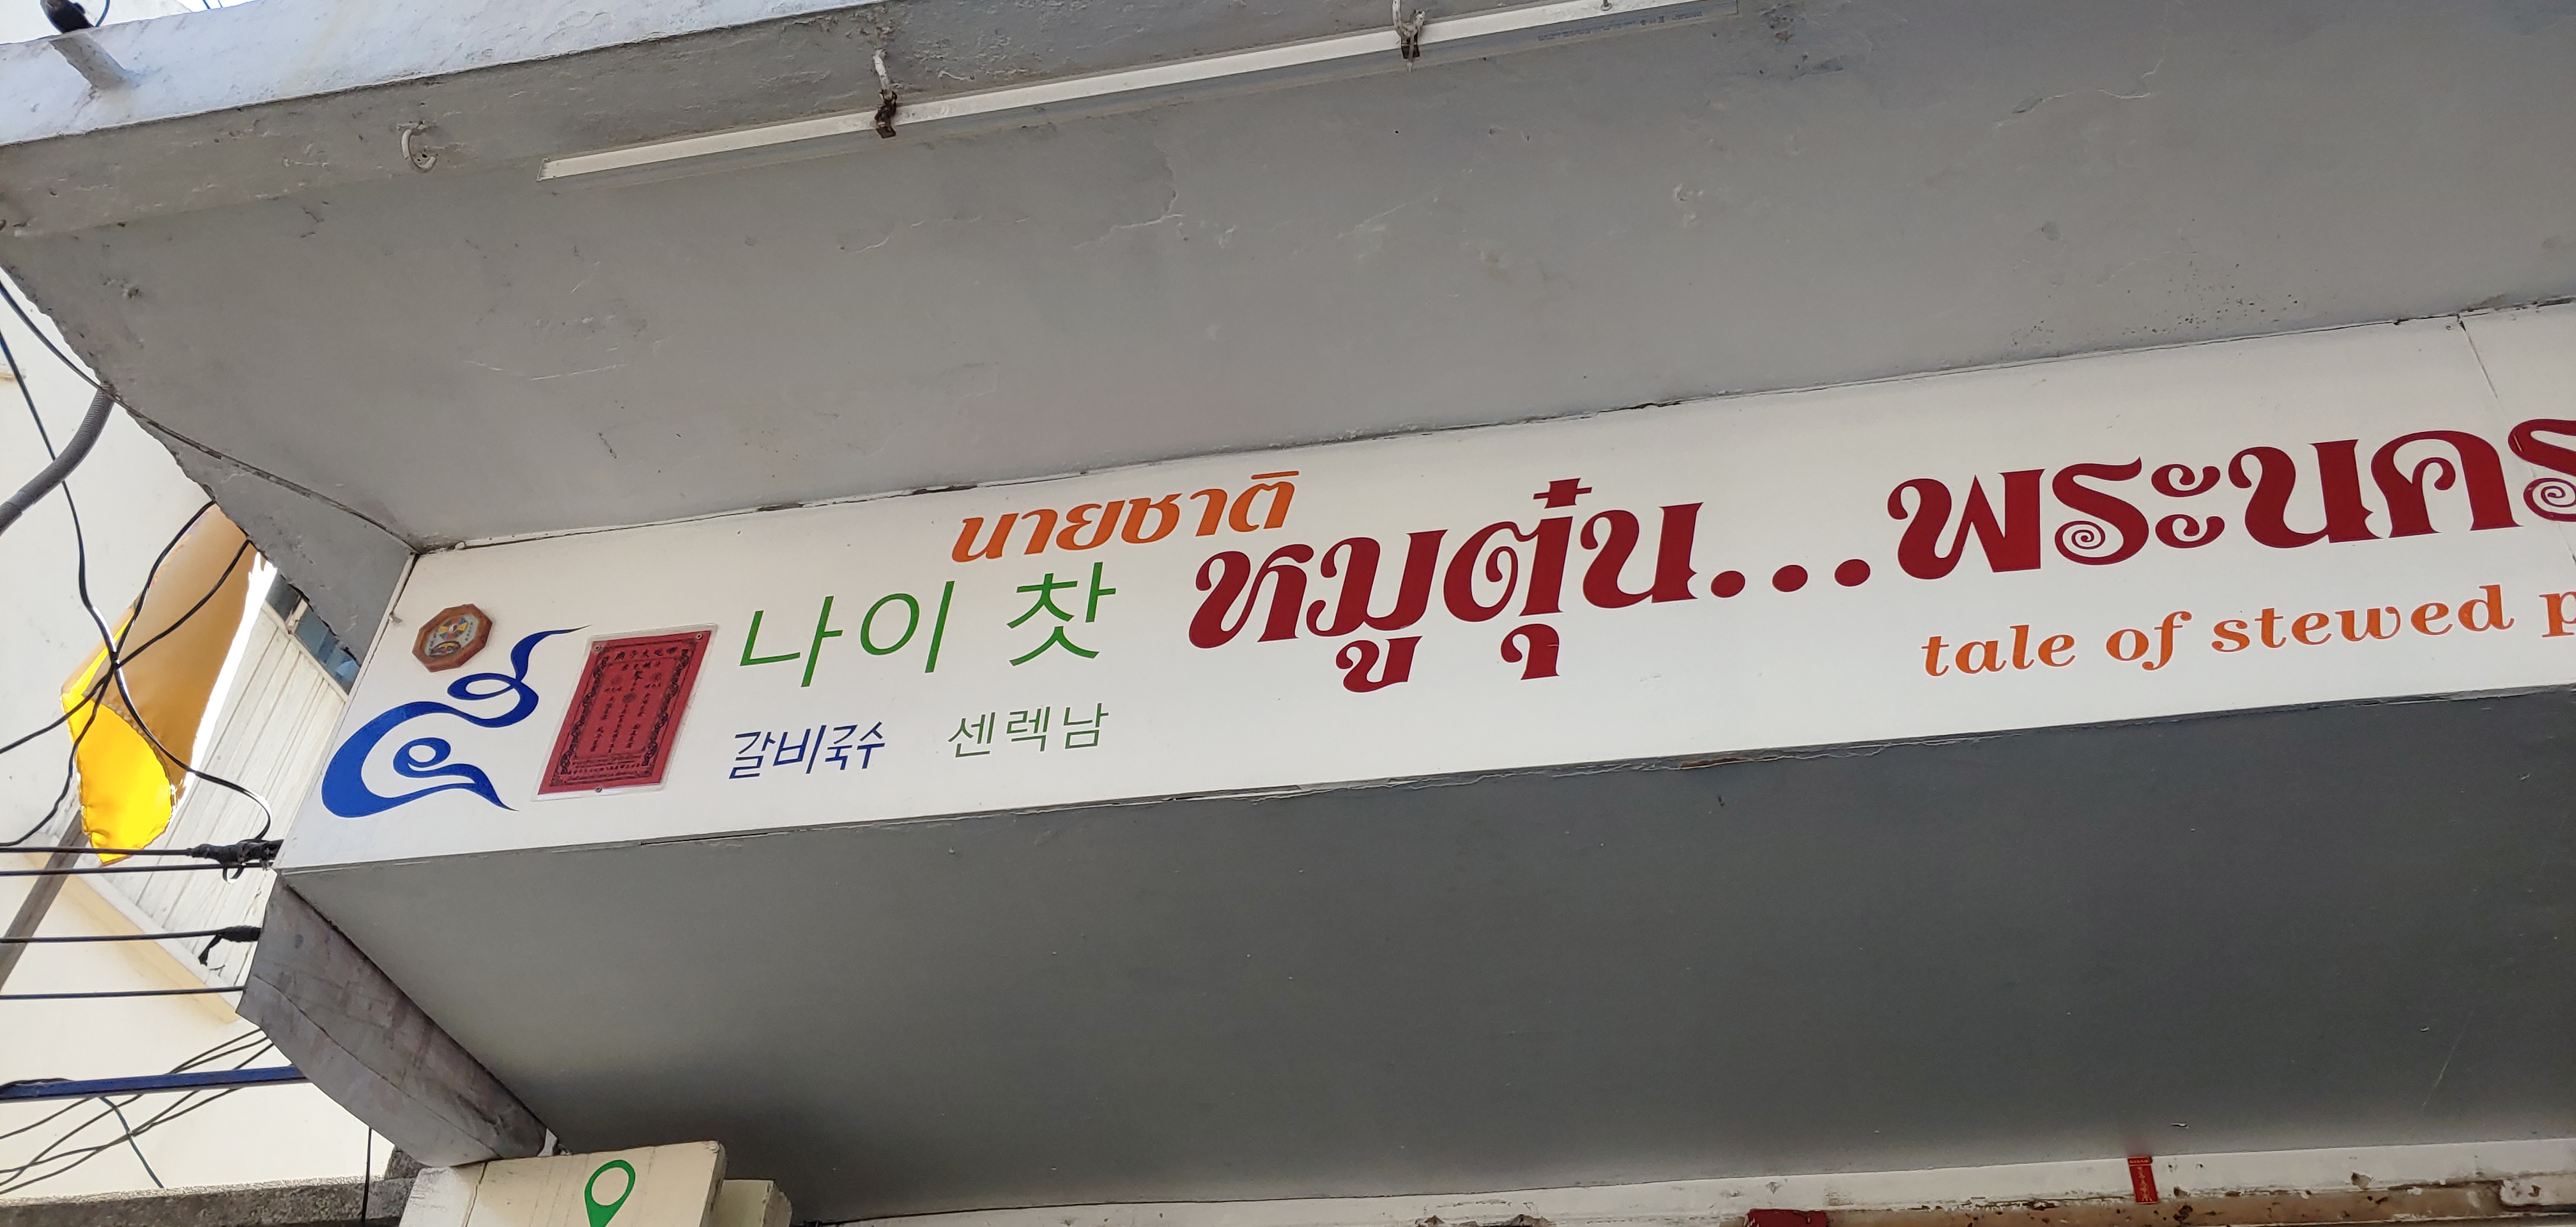 นายชาติ
나이 찻
หมูตุ๋น...พระนคร
tale of stewed
갈비국수 센렉남